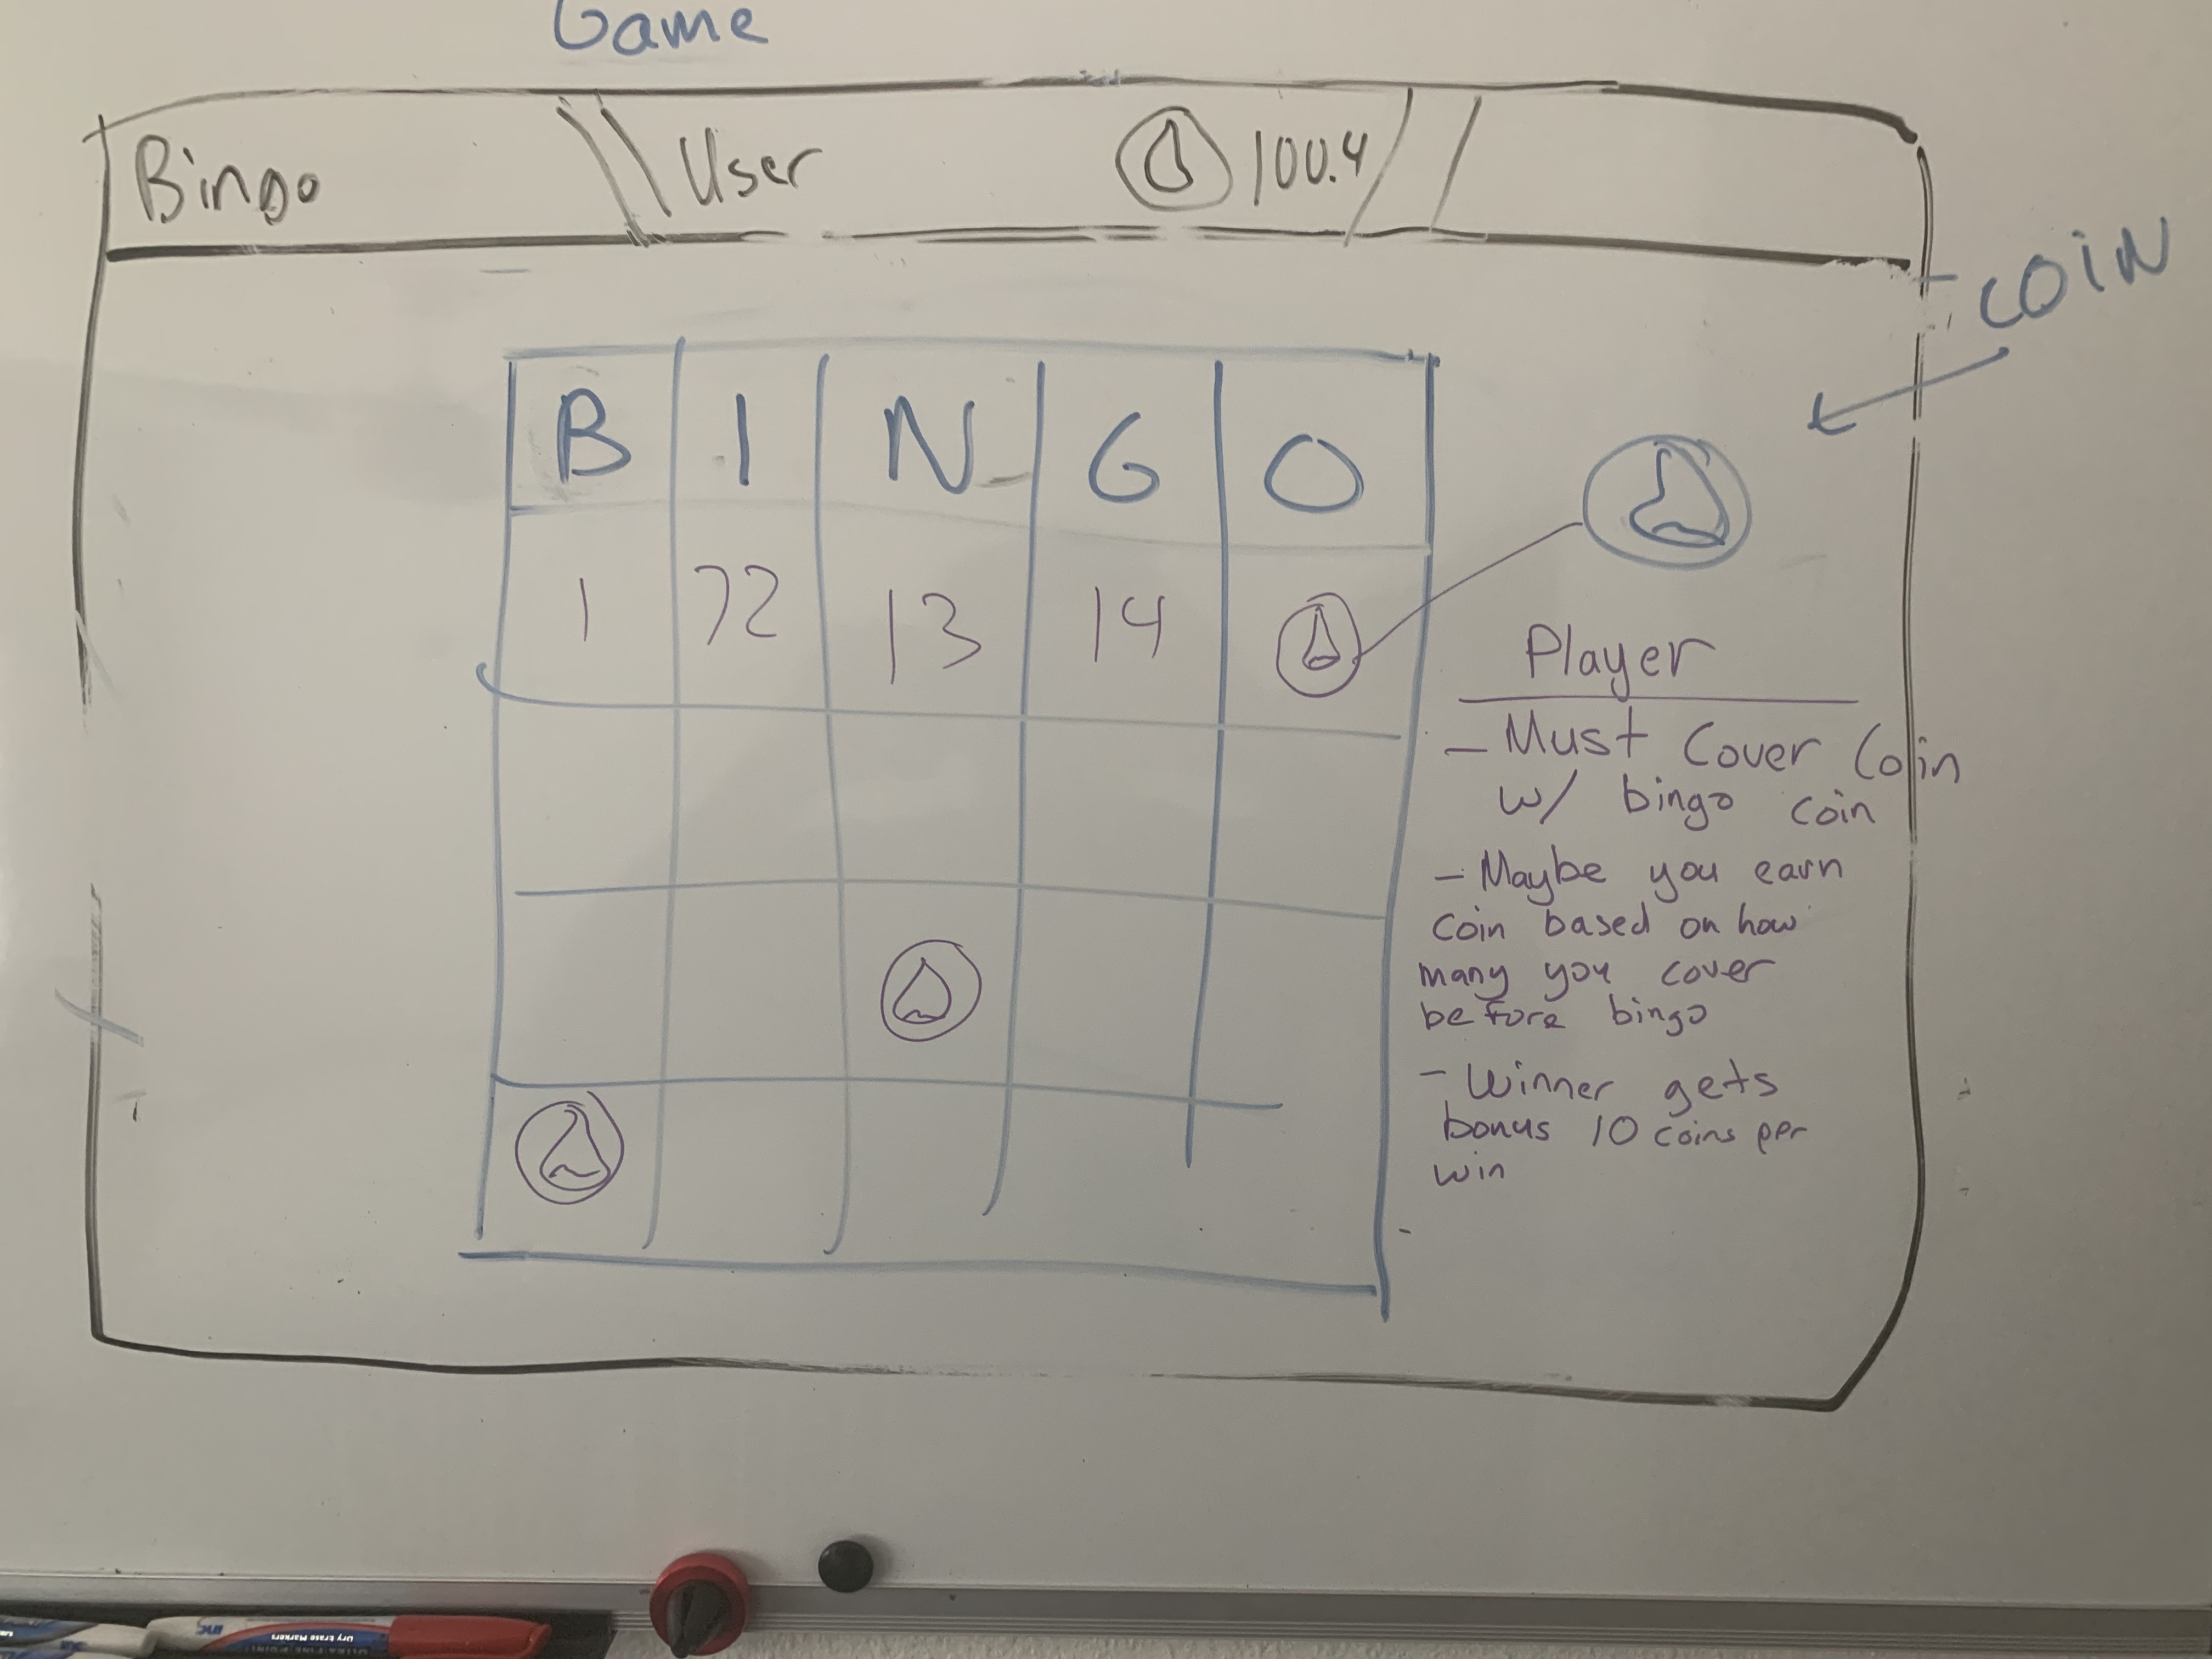 Game
Bingo
User
100.4
COIN
B I N G O
1 72 13 14
Player
- Must Cover Coin
w/ bingo coin
- Maybe you earn
coin based on how
many you cover
before bingo
- Winner gets
bonus 10 coins per
win
Dry Erase Markers